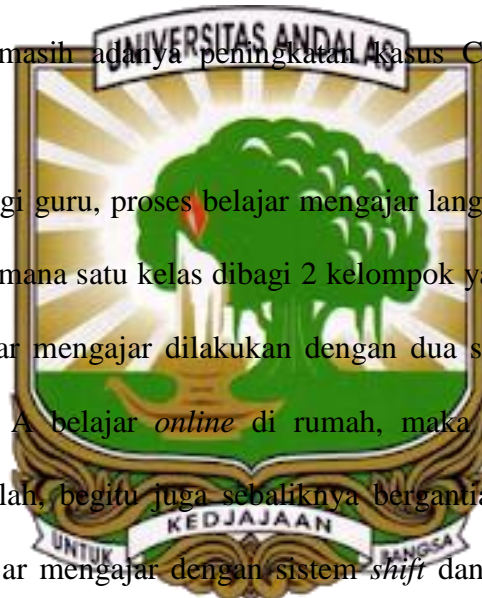 UNIVERSITAS ANDALAS
masih adanya peningkatan kasus C
gi guru, proses belajar mengajar lang
mana satu kelas dibagi 2 kelompok ya
ar mengajar dilakukan dengan dua s
A belajar online di rumah, maka
lah, begitu juga sebaliknya bergantia
KEDJAJAAN
UNTUK BANGSA
ar mengajar dengan sistem shift dan